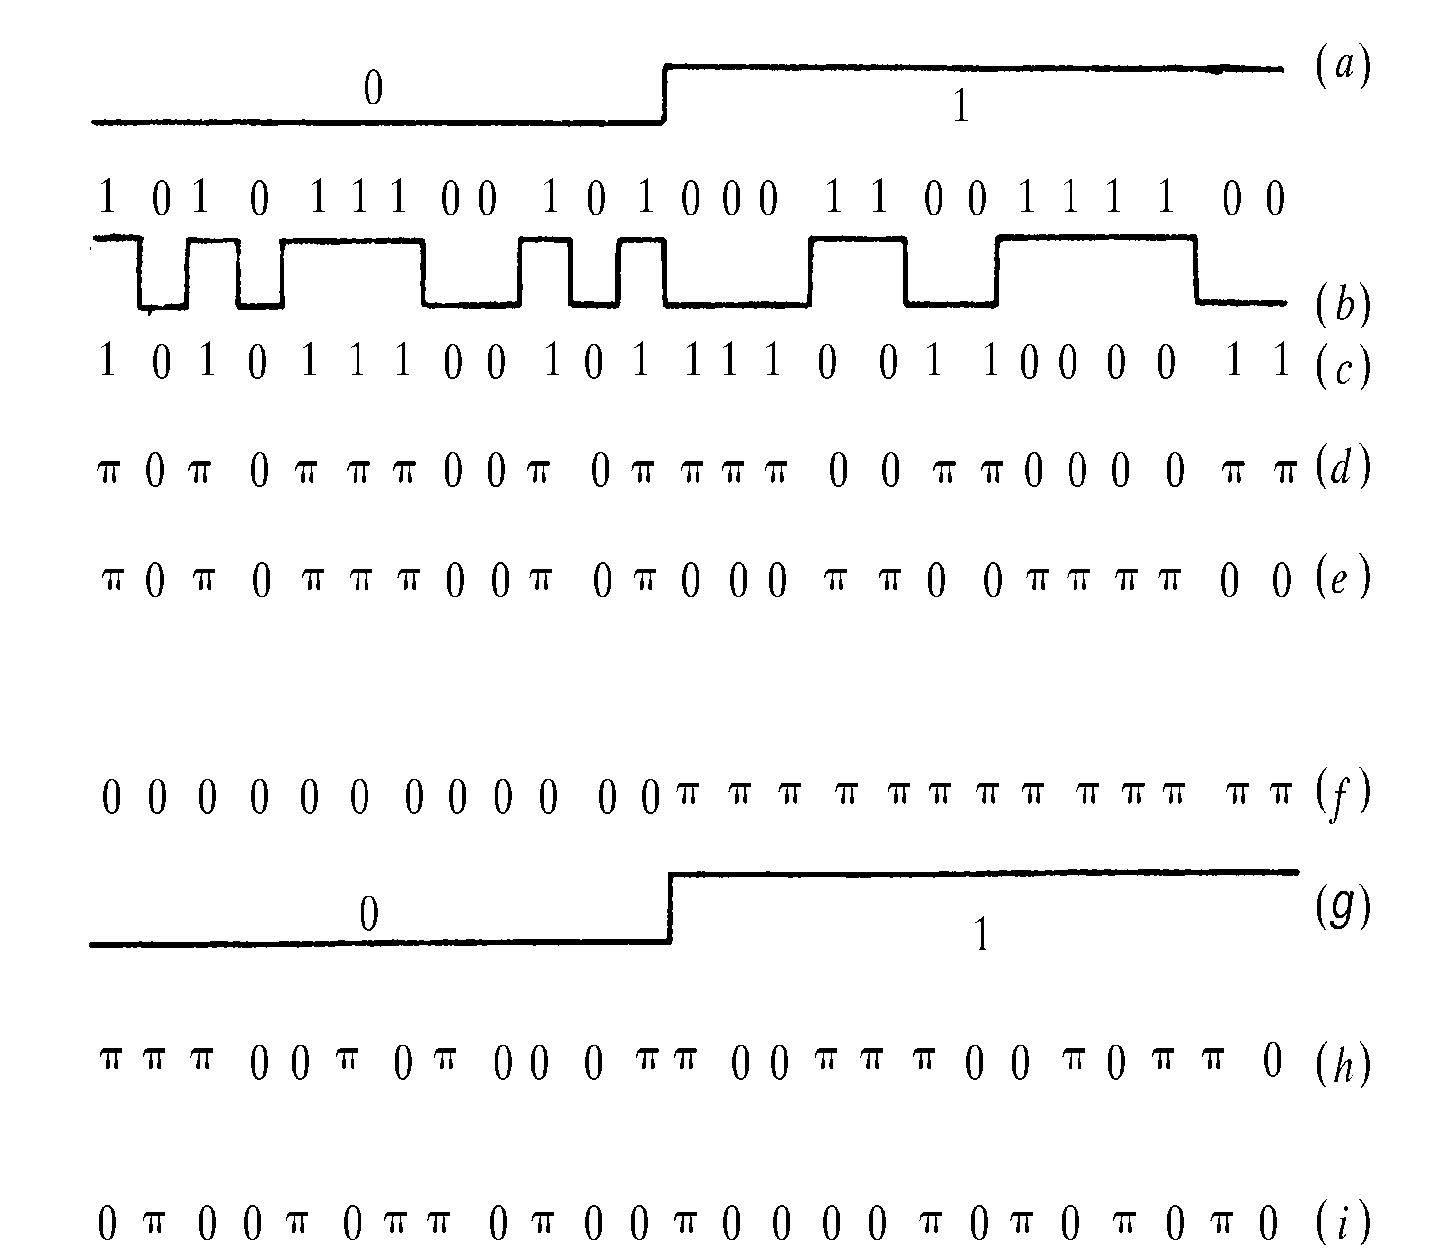 0 1 (a)
1 0 1 0 1 1 1 0 0 1 0 1 0 0 0 1 1 0 0 1 1 1 1 0 0
(b)
1 0 1 0 1 1 1 0 0 1 0 1 1 1 1 0 0 1 1 0 0 0 0 1 1 (c)
π 0 π 0 π π π 0 0 π 0 π π π π 0 0 π π 0 0 0 0 π π (d)
π 0 π 0 π π π 0 0 π 0 π 0 0 0 π π 0 0 π π π π 0 0 (e)
0 0 0 0 0 0 0 0 0 0 0 0 π π π π π π π π π π π π π (f)
0 1 (g)
π π π 0 0 π 0 π 0 0 0 π π 0 0 π π π 0 0 π 0 π π 0 (h)
0 π 0 0 π 0 π π 0 π 0 0 π 0 0 0 0 π 0 π 0 π 0 π 0 (i)